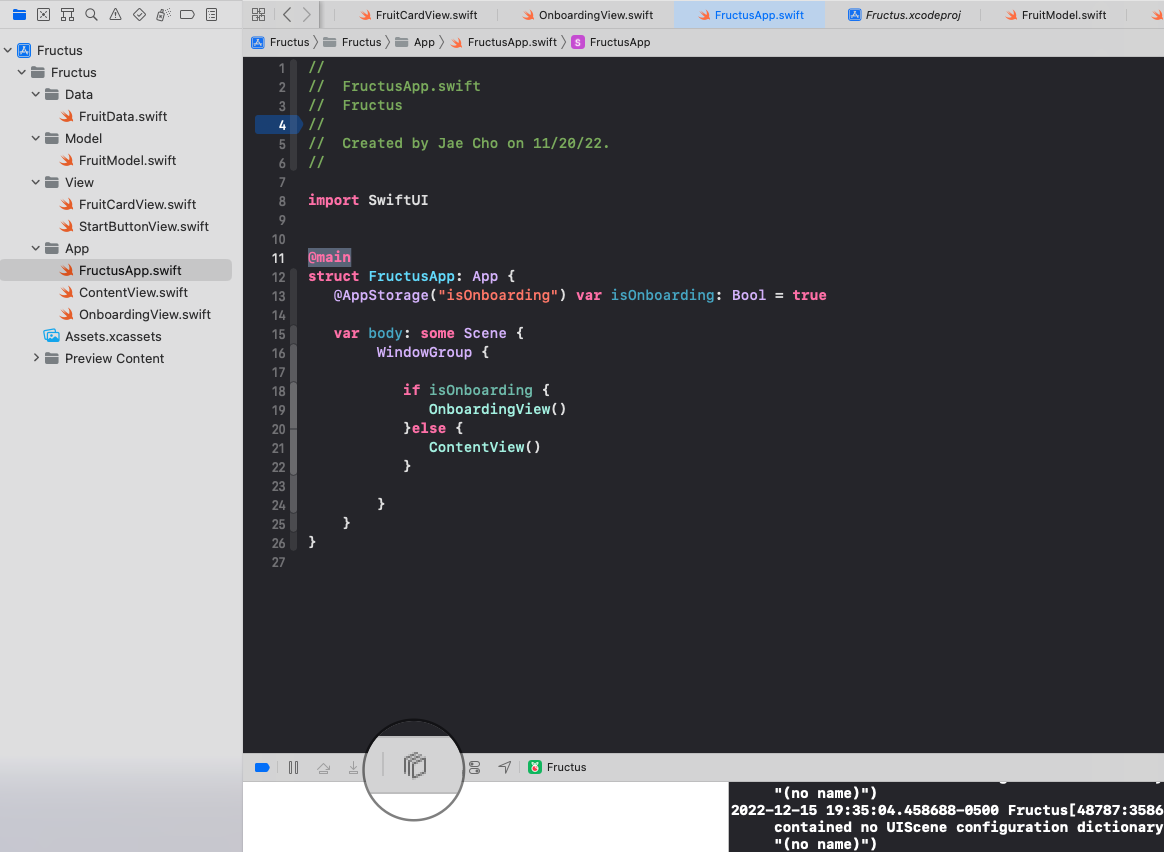 FruitCardView.swift
OnboardingView.swift
FructusApp.swift
Fructus.xcodeproj
FruitModel.swift
Fructus
Fructus
Data
FruitData.swift
Model
FruitModel.swift
View
FruitCardView.swift
StartButtonView.swift
App
FructusApp.swift
ContentView.swift
OnboardingView.swift
Assets.xcassets
Preview Content
Fructus Fructus App FructusApp.swift S FructusApp
1 //
2 //  FructusApp.swift
3 //  Fructus
4 //
5 //  Created by Jae Cho on 11/20/22.
6 //
7
8 import SwiftUI
9
10
11 @main
12 struct FructusApp: App {
13    @AppStorage("isOnboarding") var isOnboarding: Bool = true
14
15    var body: some Scene {
16         WindowGroup {
17
18            if isOnboarding {
19               OnboardingView()
20            }else {
21               ContentView()
22            }
23
24         }
25     }
26 }
27
Fructus
"(no name)")
2022-12-15 19:35:04.458688-0500 Fructus[48787:3586
contained no UIScene configuration dictionary
"(no name)")